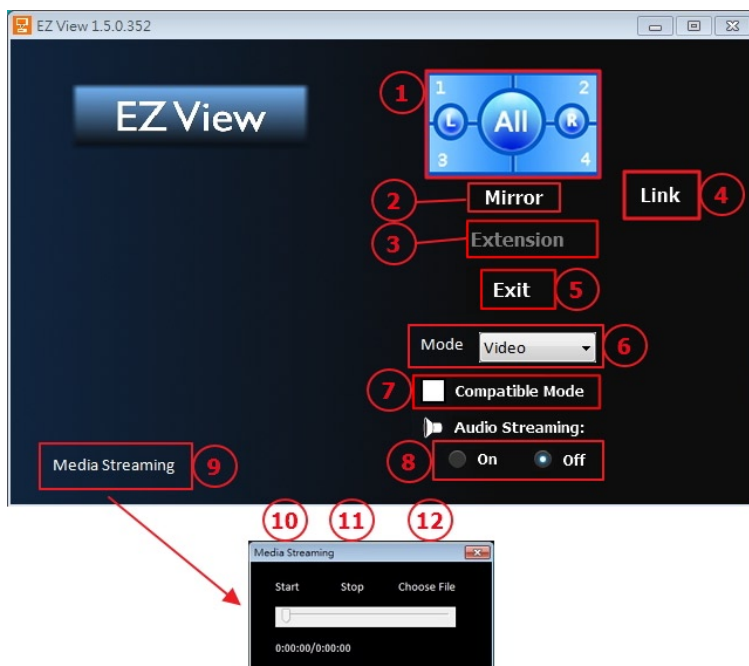 EZ View 1.5.0.352
EZ View
1
1 2
L All R
3 4
2 Mirror
Link 4
3 Extension
Exit 5
Mode Video 6
7 Compatible Mode
Audio Streaming:
8 On Off
Media Streaming 9
10 11 12
Media Streaming
Start Stop Choose File
0:00:00/0:00:00